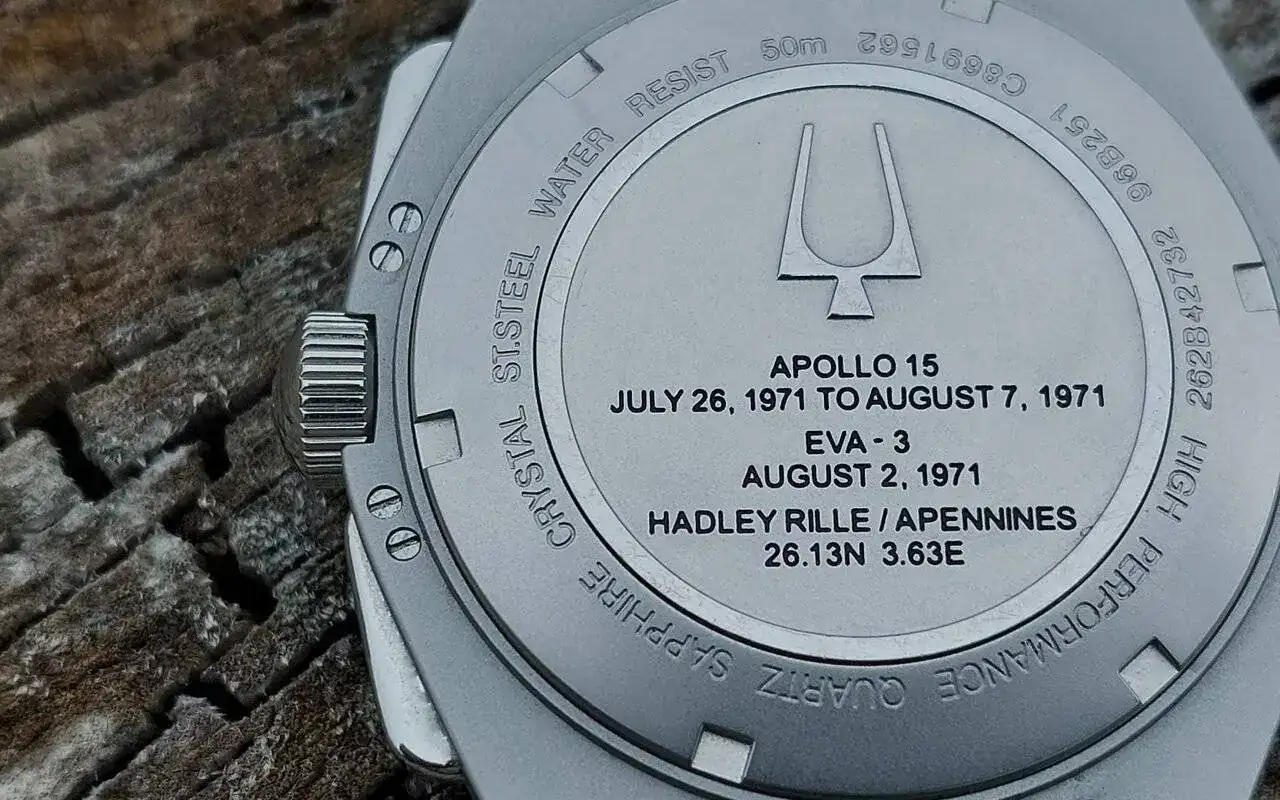 APOLLO 15
JULY 26, 1971 TO AUGUST 7, 1971
EVA - 3
AUGUST 2, 1971
HADLEY RILLE / APENNINES
26.13N 3.63E
HIGH PERFORMANCE QUARTZ SAPPHIRE CRYSTAL ST.STEEL WATER RESIST 50m C8691562 96B251 262B42732